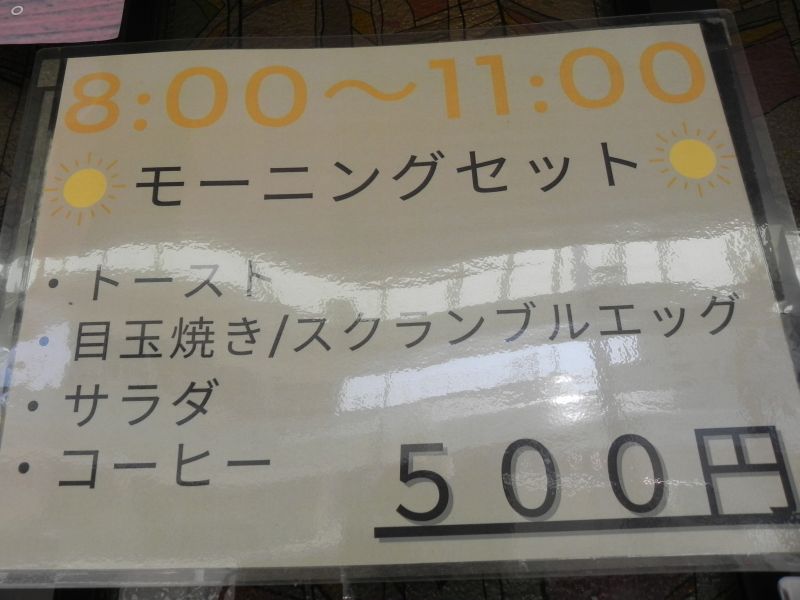 8:00～11:00
モーニングセット
・トースト
・目玉焼き/スクランブルエッグ
・サラダ
・コーヒー
500円